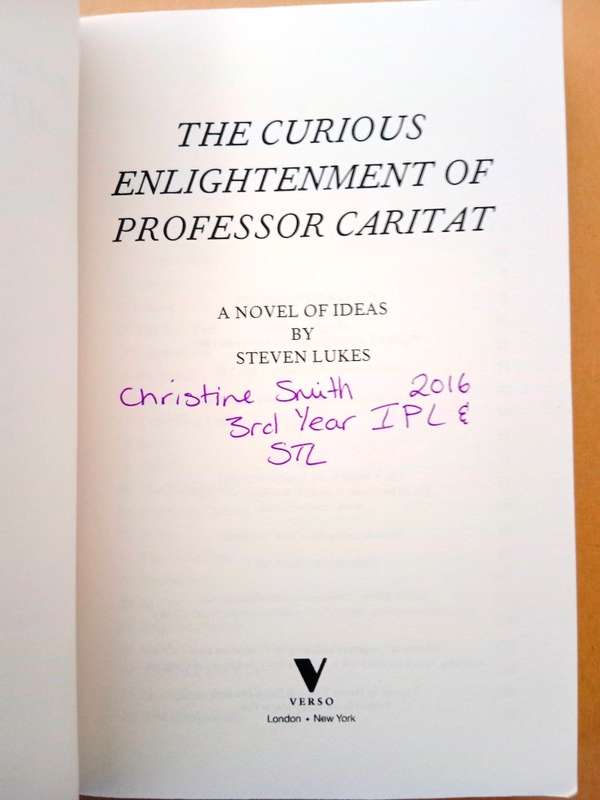 THE CURIOUS
ENLIGHTENMENT OF
PROFESSOR CARITAT
A NOVEL OF IDEAS
BY
STEVEN LUKES
Christine Smith 2016
3rd Year IPL &
STL
V
VERSO
London • New York